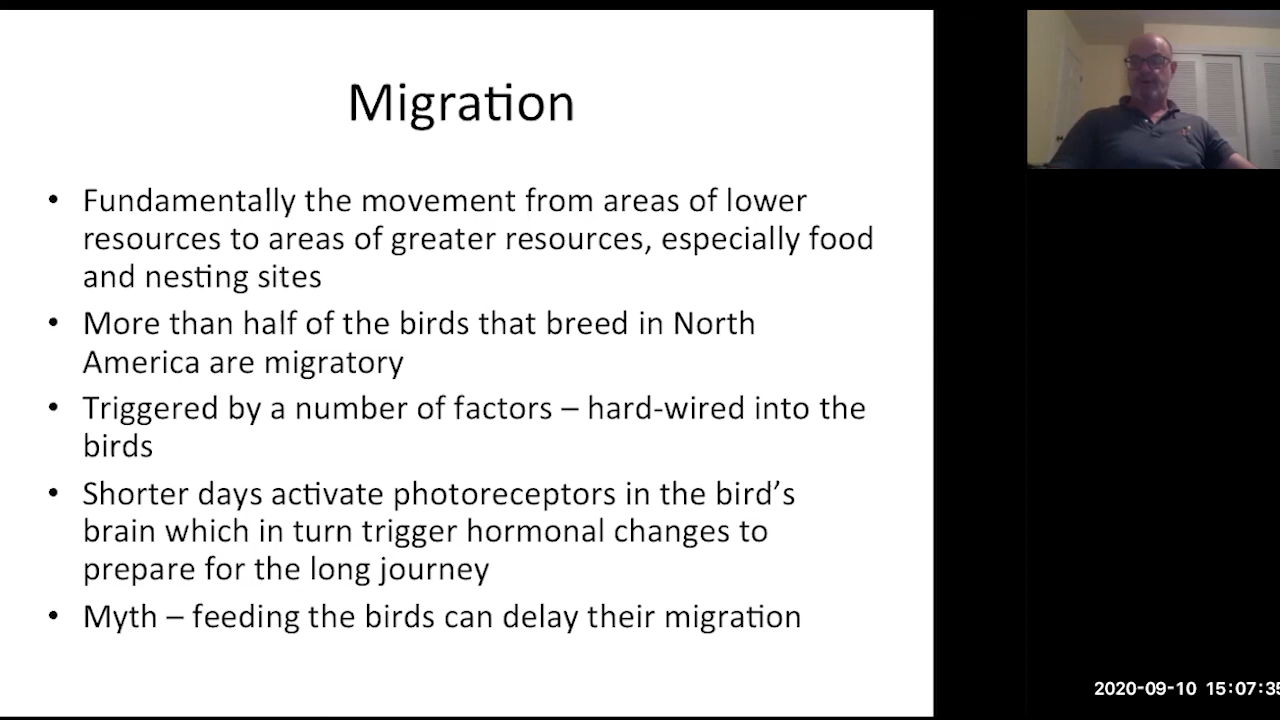 Migration
• Fundamentally the movement from areas of lower
resources to areas of greater resources, especially food
and nesting sites
• More than half of the birds that breed in North
America are migratory
• Triggered by a number of factors – hard-wired into the
birds
• Shorter days activate photoreceptors in the bird’s
brain which in turn trigger hormonal changes to
prepare for the long journey
• Myth – feeding the birds can delay their migration
2020-09-10 15:07:35